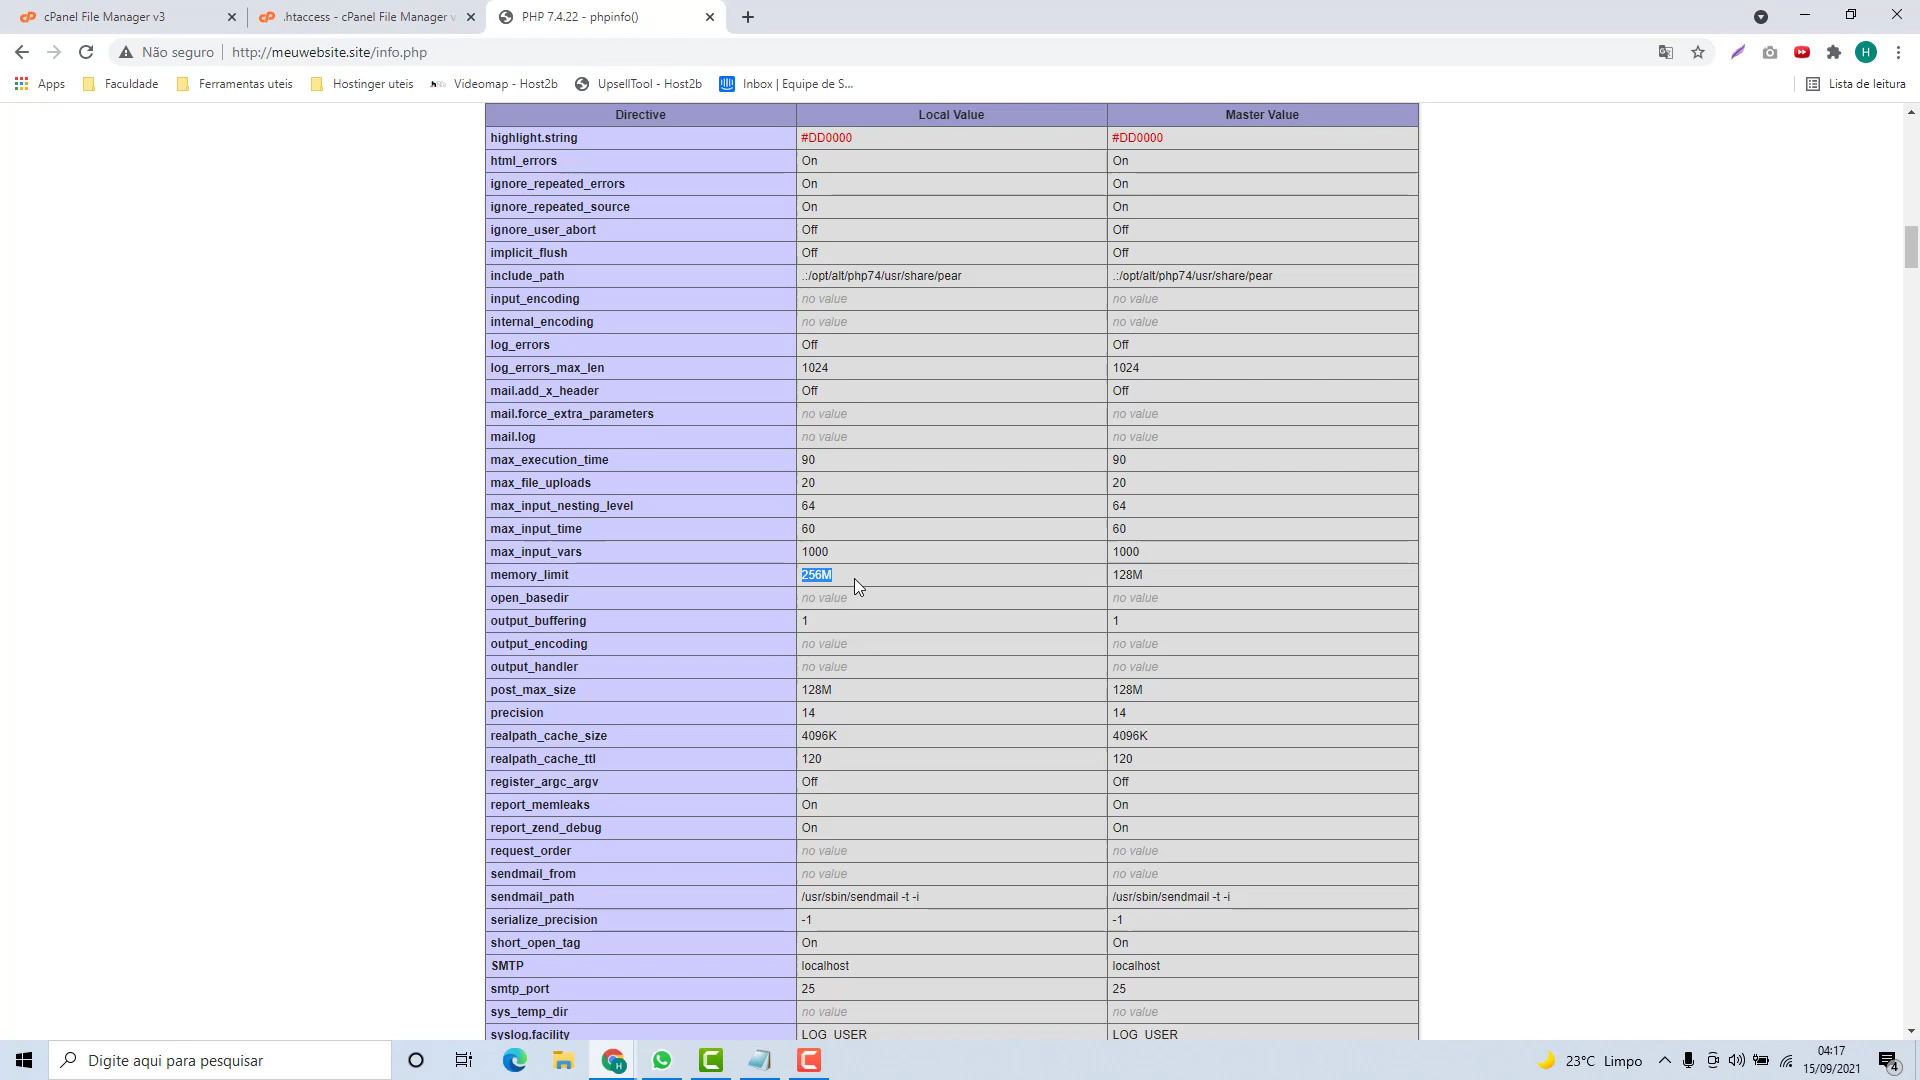 cPanel File Manager v3
.htaccess - cPanel File Manager v
PHP 7.4.22 - phpinfo()
Não seguro
http://meuwebsite.site/info.php
H
Apps
Faculdade
Ferramentas uteis
Hostinger uteis
Videomap - Host2b
UpsellTool - Host2b
Inbox | Equipe de S...
Lista de leitura
Directive Local Value Master Value
highlight.string #DD0000 #DD0000
html_errors On On
ignore_repeated_errors On On
ignore_repeated_source On On
ignore_user_abort Off Off
implicit_flush Off Off
include_path .:/opt/alt/php74/usr/share/pear .:/opt/alt/php74/usr/share/pear
input_encoding no value no value
internal_encoding no value no value
log_errors Off Off
log_errors_max_len 1024 1024
mail.add_x_header Off Off
mail.force_extra_parameters no value no value
mail.log no value no value
max_execution_time 90 90
max_file_uploads 20 20
max_input_nesting_level 64 64
max_input_time 60 60
max_input_vars 1000 1000
memory_limit 256M 128M
open_basedir no value no value
output_buffering 1 1
output_encoding no value no value
output_handler no value no value
post_max_size 128M 128M
precision 14 14
realpath_cache_size 4096K 4096K
realpath_cache_ttl 120 120
register_argc_argv Off Off
report_memleaks On On
report_zend_debug On On
request_order no value no value
sendmail_from no value no value
sendmail_path /usr/sbin/sendmail -t -i /usr/sbin/sendmail -t -i
serialize_precision -1 -1
short_open_tag On On
SMTP localhost localhost
smtp_port 25 25
sys_temp_dir no value no value
syslog.facility LOG_USER LOG_USER
Digite aqui para pesquisar
23°C Limpo
04:17
15/09/2021
4